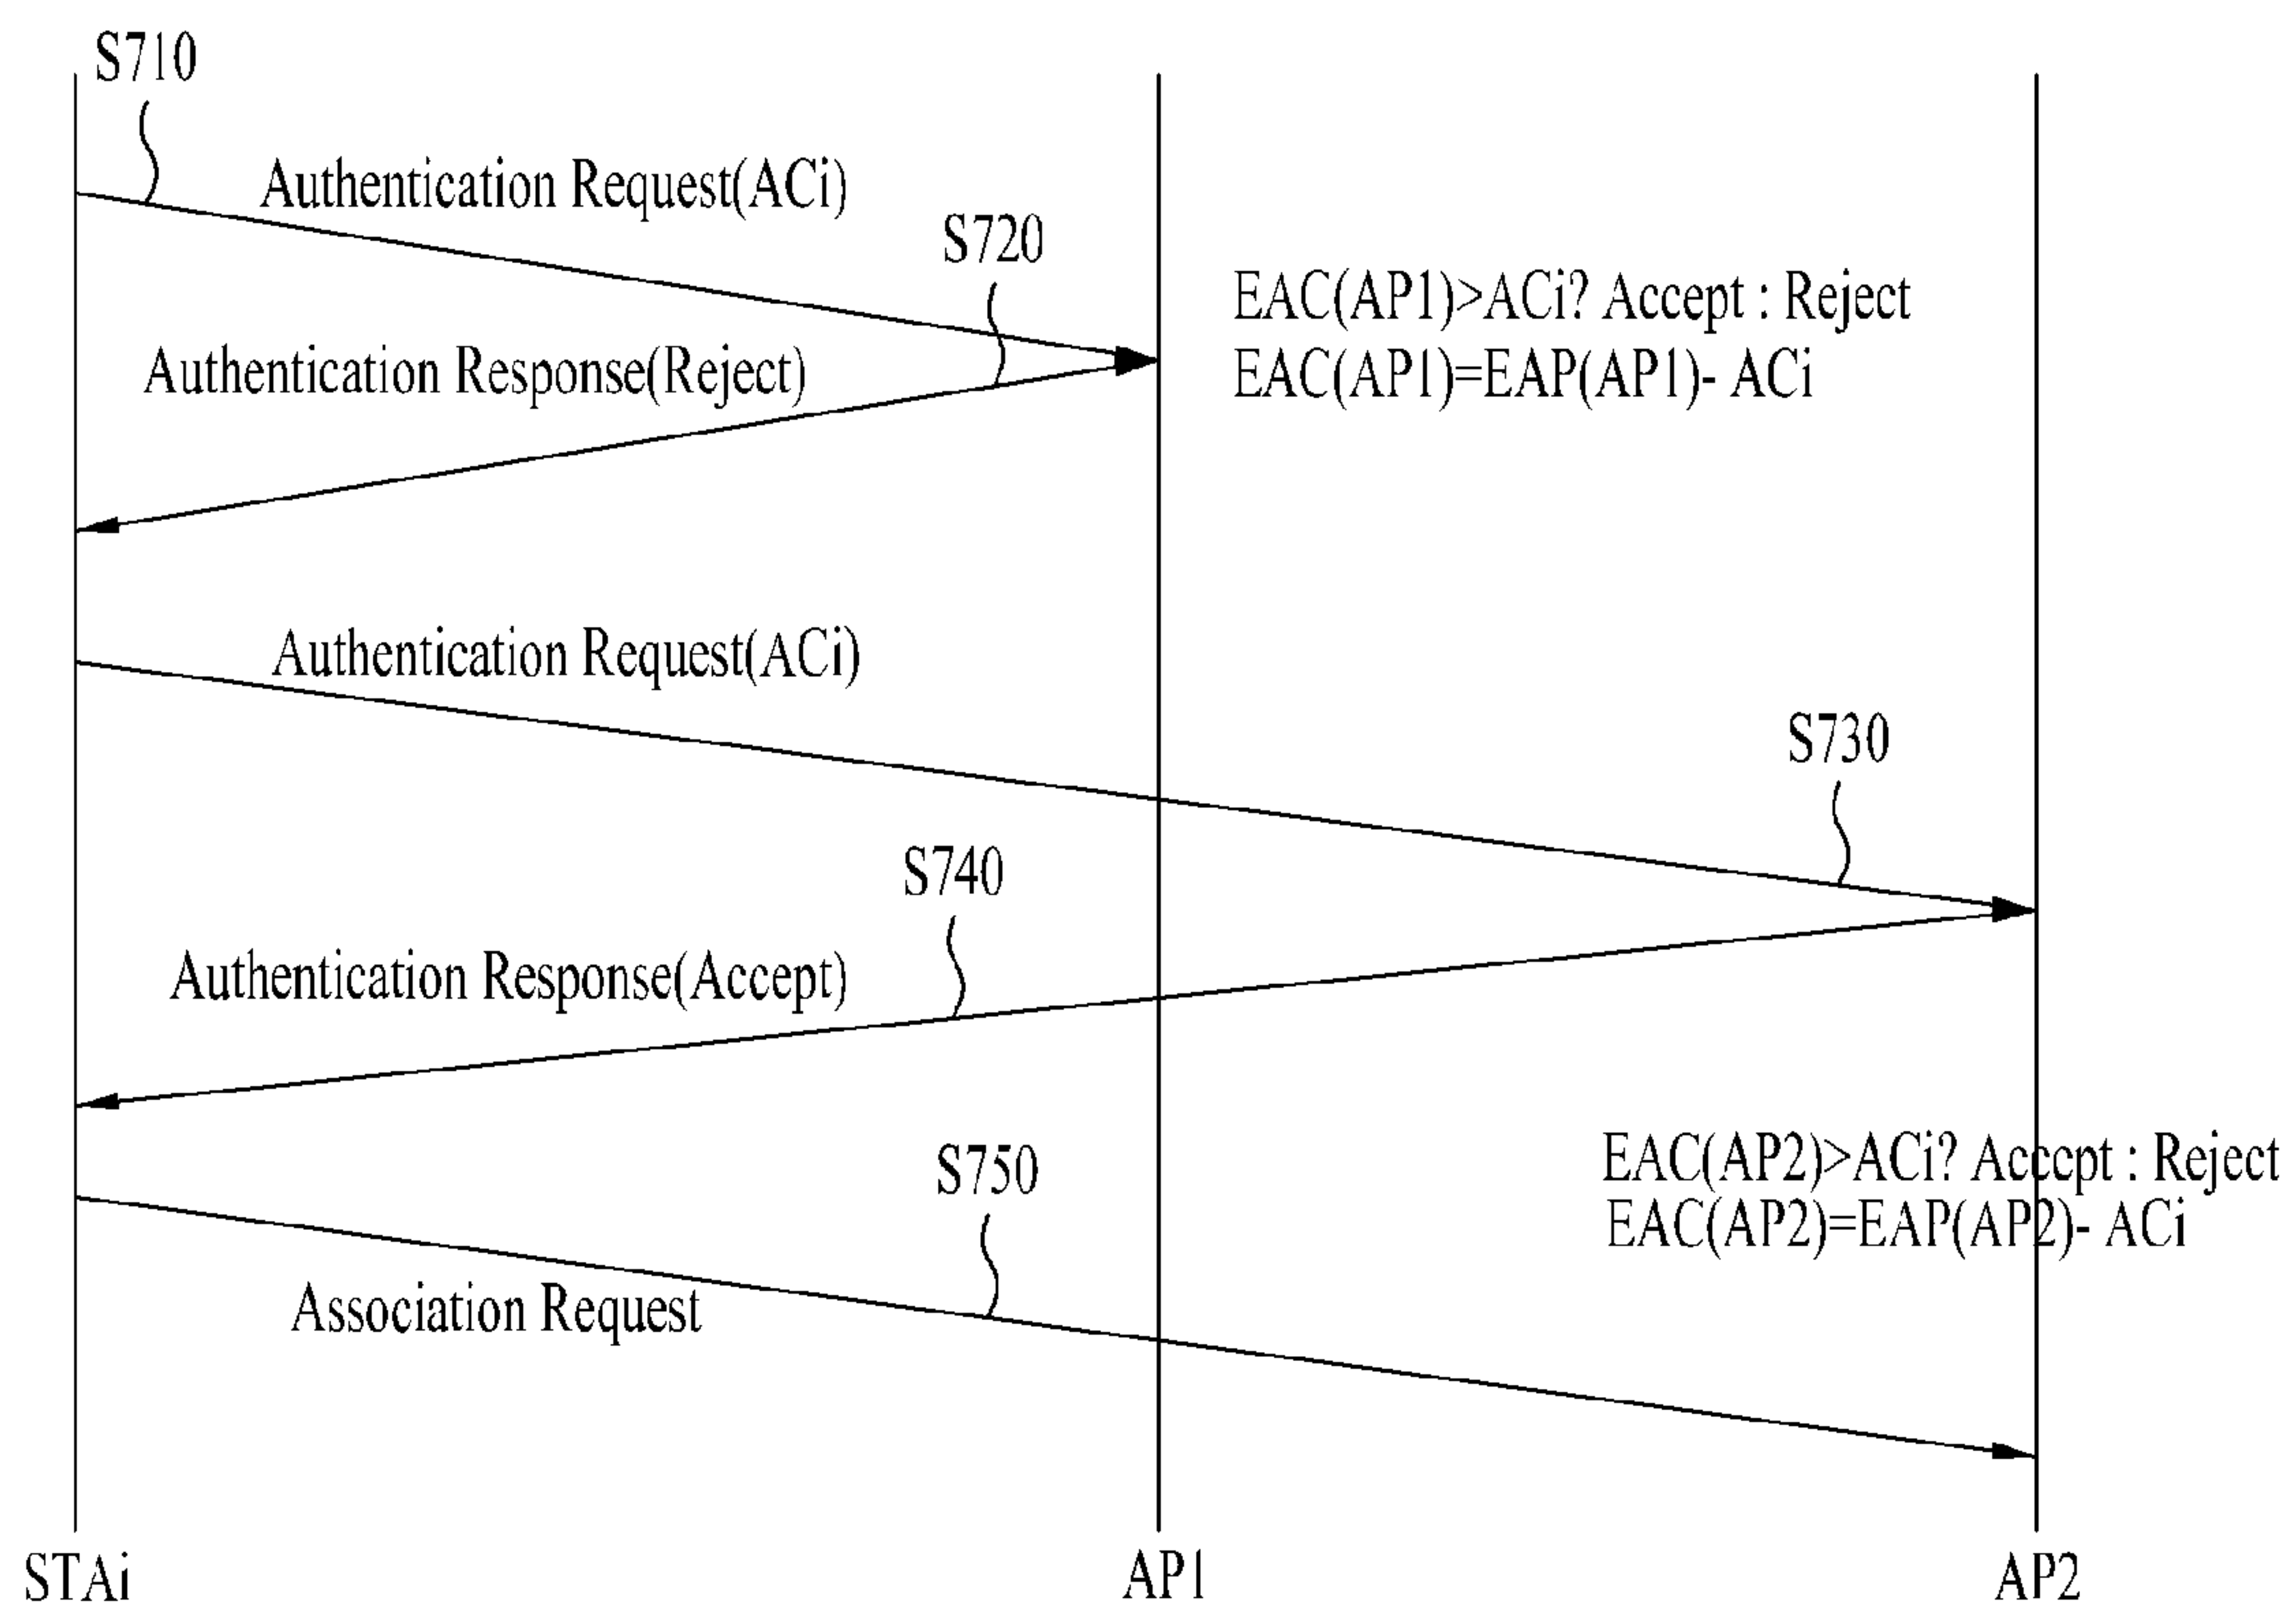 S710
Authentication Request(ACi)
S720
EAC(AP1)>ACi? Accept : Reject
Authentication Response(Reject)
EAC(AP1)=EAP(AP1)- ACi
Authentication Request(ACi)
S730
S740
Authentication Response(Accept)
EAC(AP2)>ACi? Accept : Reject
S750
EAC(AP2)=EAP(AP2)- ACi
Association Request
STAi
AP1
AP2